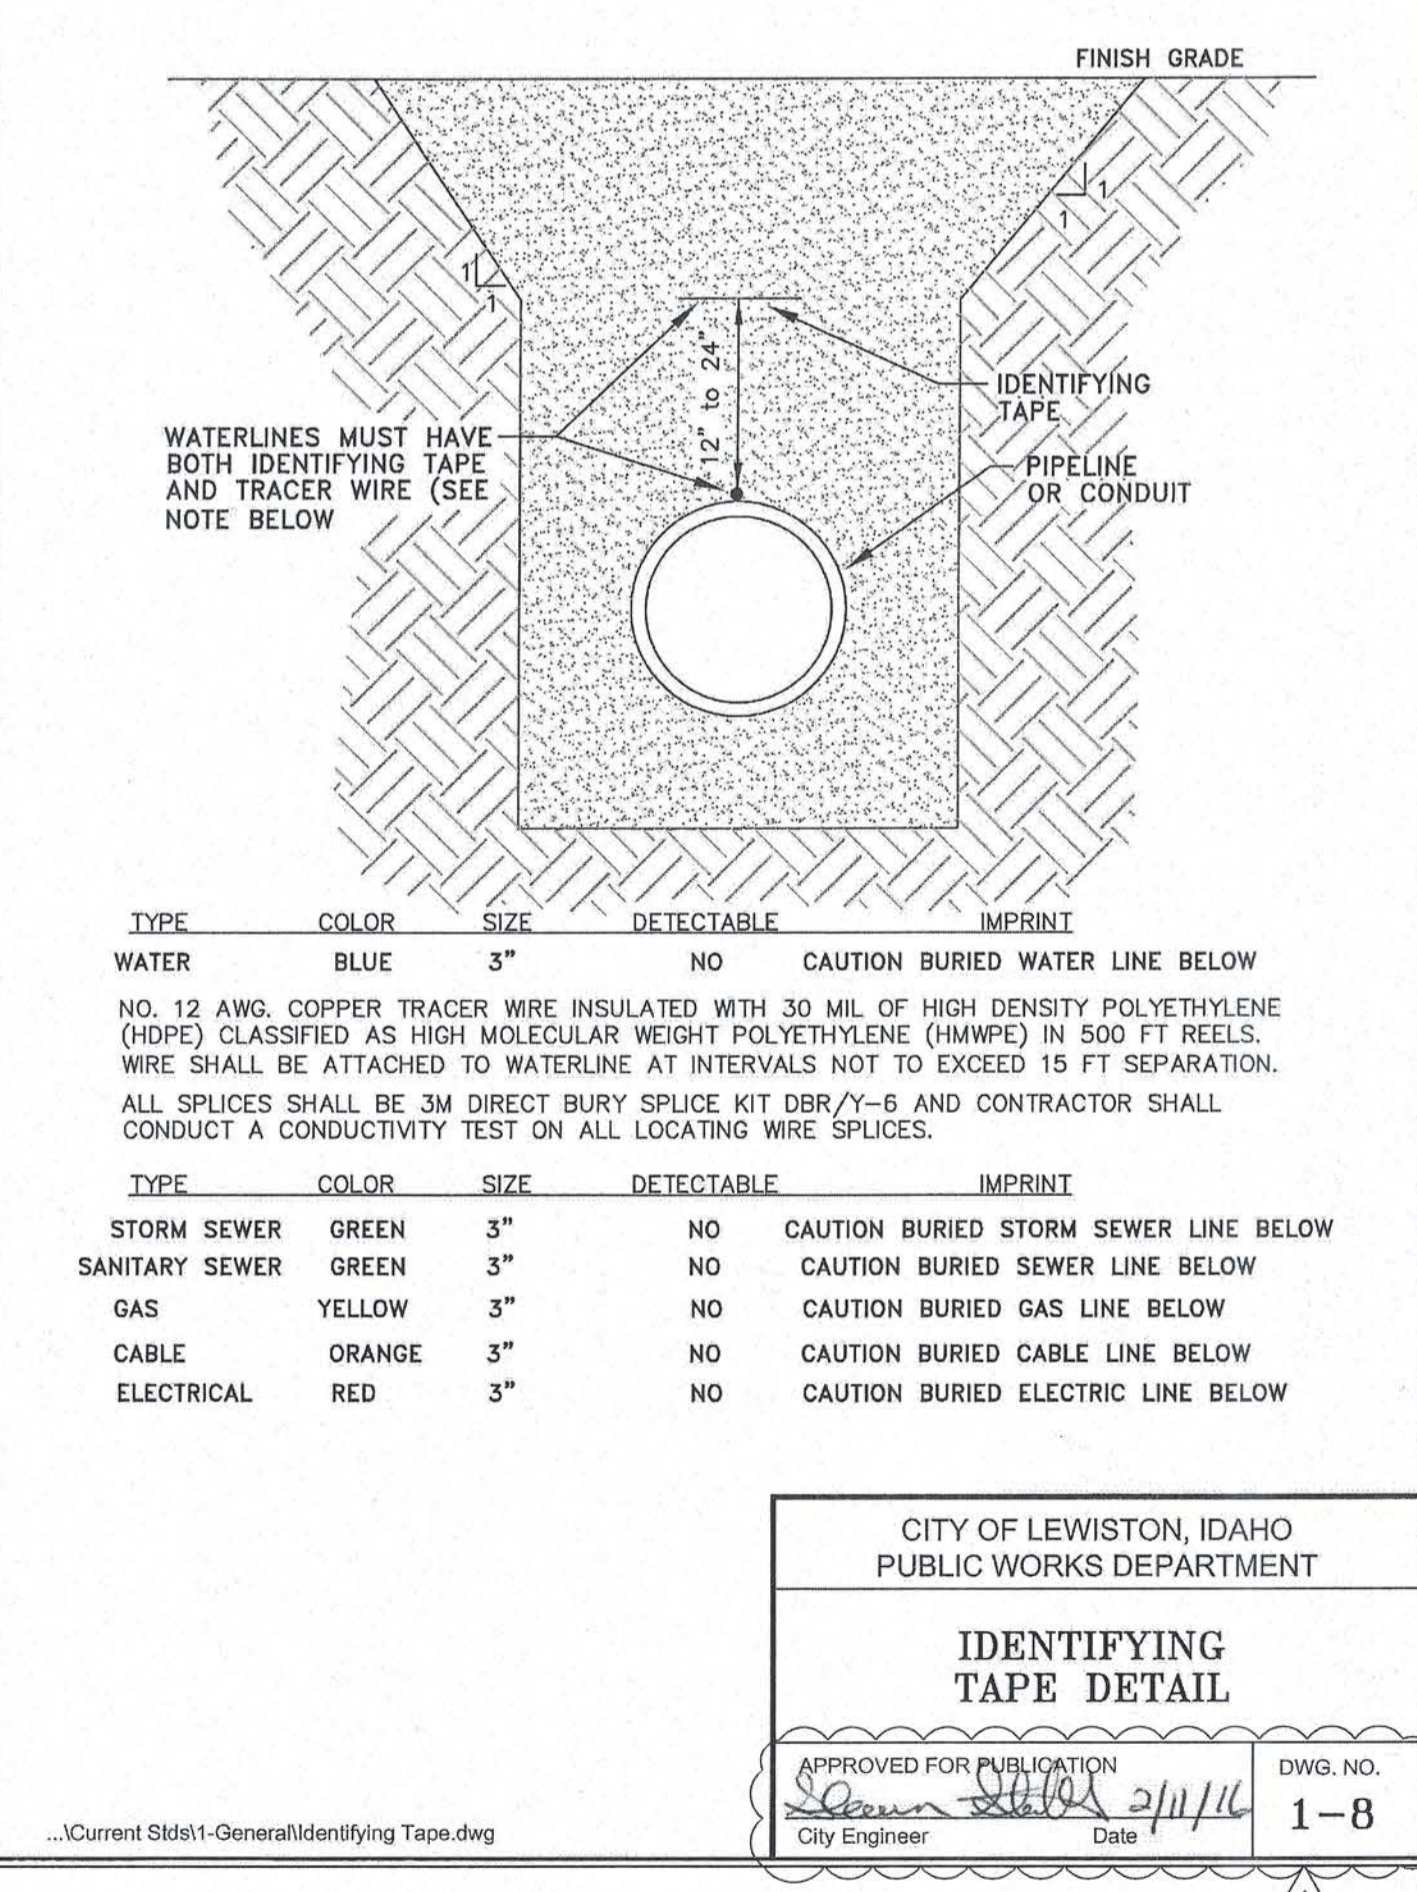 FINISH GRADE
1
1
1
1
12" to 24"
IDENTIFYING
TAPE
WATERLINES MUST HAVE
BOTH IDENTIFYING TAPE
AND TRACER WIRE (SEE
NOTE BELOW
PIPELINE
OR CONDUIT
TYPE COLOR SIZE DETECTABLE IMPRINT
WATER BLUE 3" NO CAUTION BURIED WATER LINE BELOW
NO. 12 AWG. COPPER TRACER WIRE INSULATED WITH 30 MIL OF HIGH DENSITY POLYETHYLENE
(HDPE) CLASSIFIED AS HIGH MOLECULAR WEIGHT POLYETHYLENE (HMWPE) IN 500 FT REELS.
WIRE SHALL BE ATTACHED TO WATERLINE AT INTERVALS NOT TO EXCEED 15 FT SEPARATION.
ALL SPLICES SHALL BE 3M DIRECT BURY SPLICE KIT DBR/Y-6 AND CONTRACTOR SHALL
CONDUCT A CONDUCTIVITY TEST ON ALL LOCATING WIRE SPLICES.
TYPE COLOR SIZE DETECTABLE IMPRINT
STORM SEWER GREEN 3" NO CAUTION BURIED STORM SEWER LINE BELOW
SANITARY SEWER GREEN 3" NO CAUTION BURIED SEWER LINE BELOW
GAS YELLOW 3" NO CAUTION BURIED GAS LINE BELOW
CABLE ORANGE 3" NO CAUTION BURIED CABLE LINE BELOW
ELECTRICAL RED 3" NO CAUTION BURIED ELECTRIC LINE BELOW
CITY OF LEWISTON, IDAHO
PUBLIC WORKS DEPARTMENT
IDENTIFYING
TAPE DETAIL
APPROVED FOR PUBLICATION
2/11/16
City Engineer Date
DWG. NO.
1-8
...\Current Stds\1-General\Identifying Tape.dwg